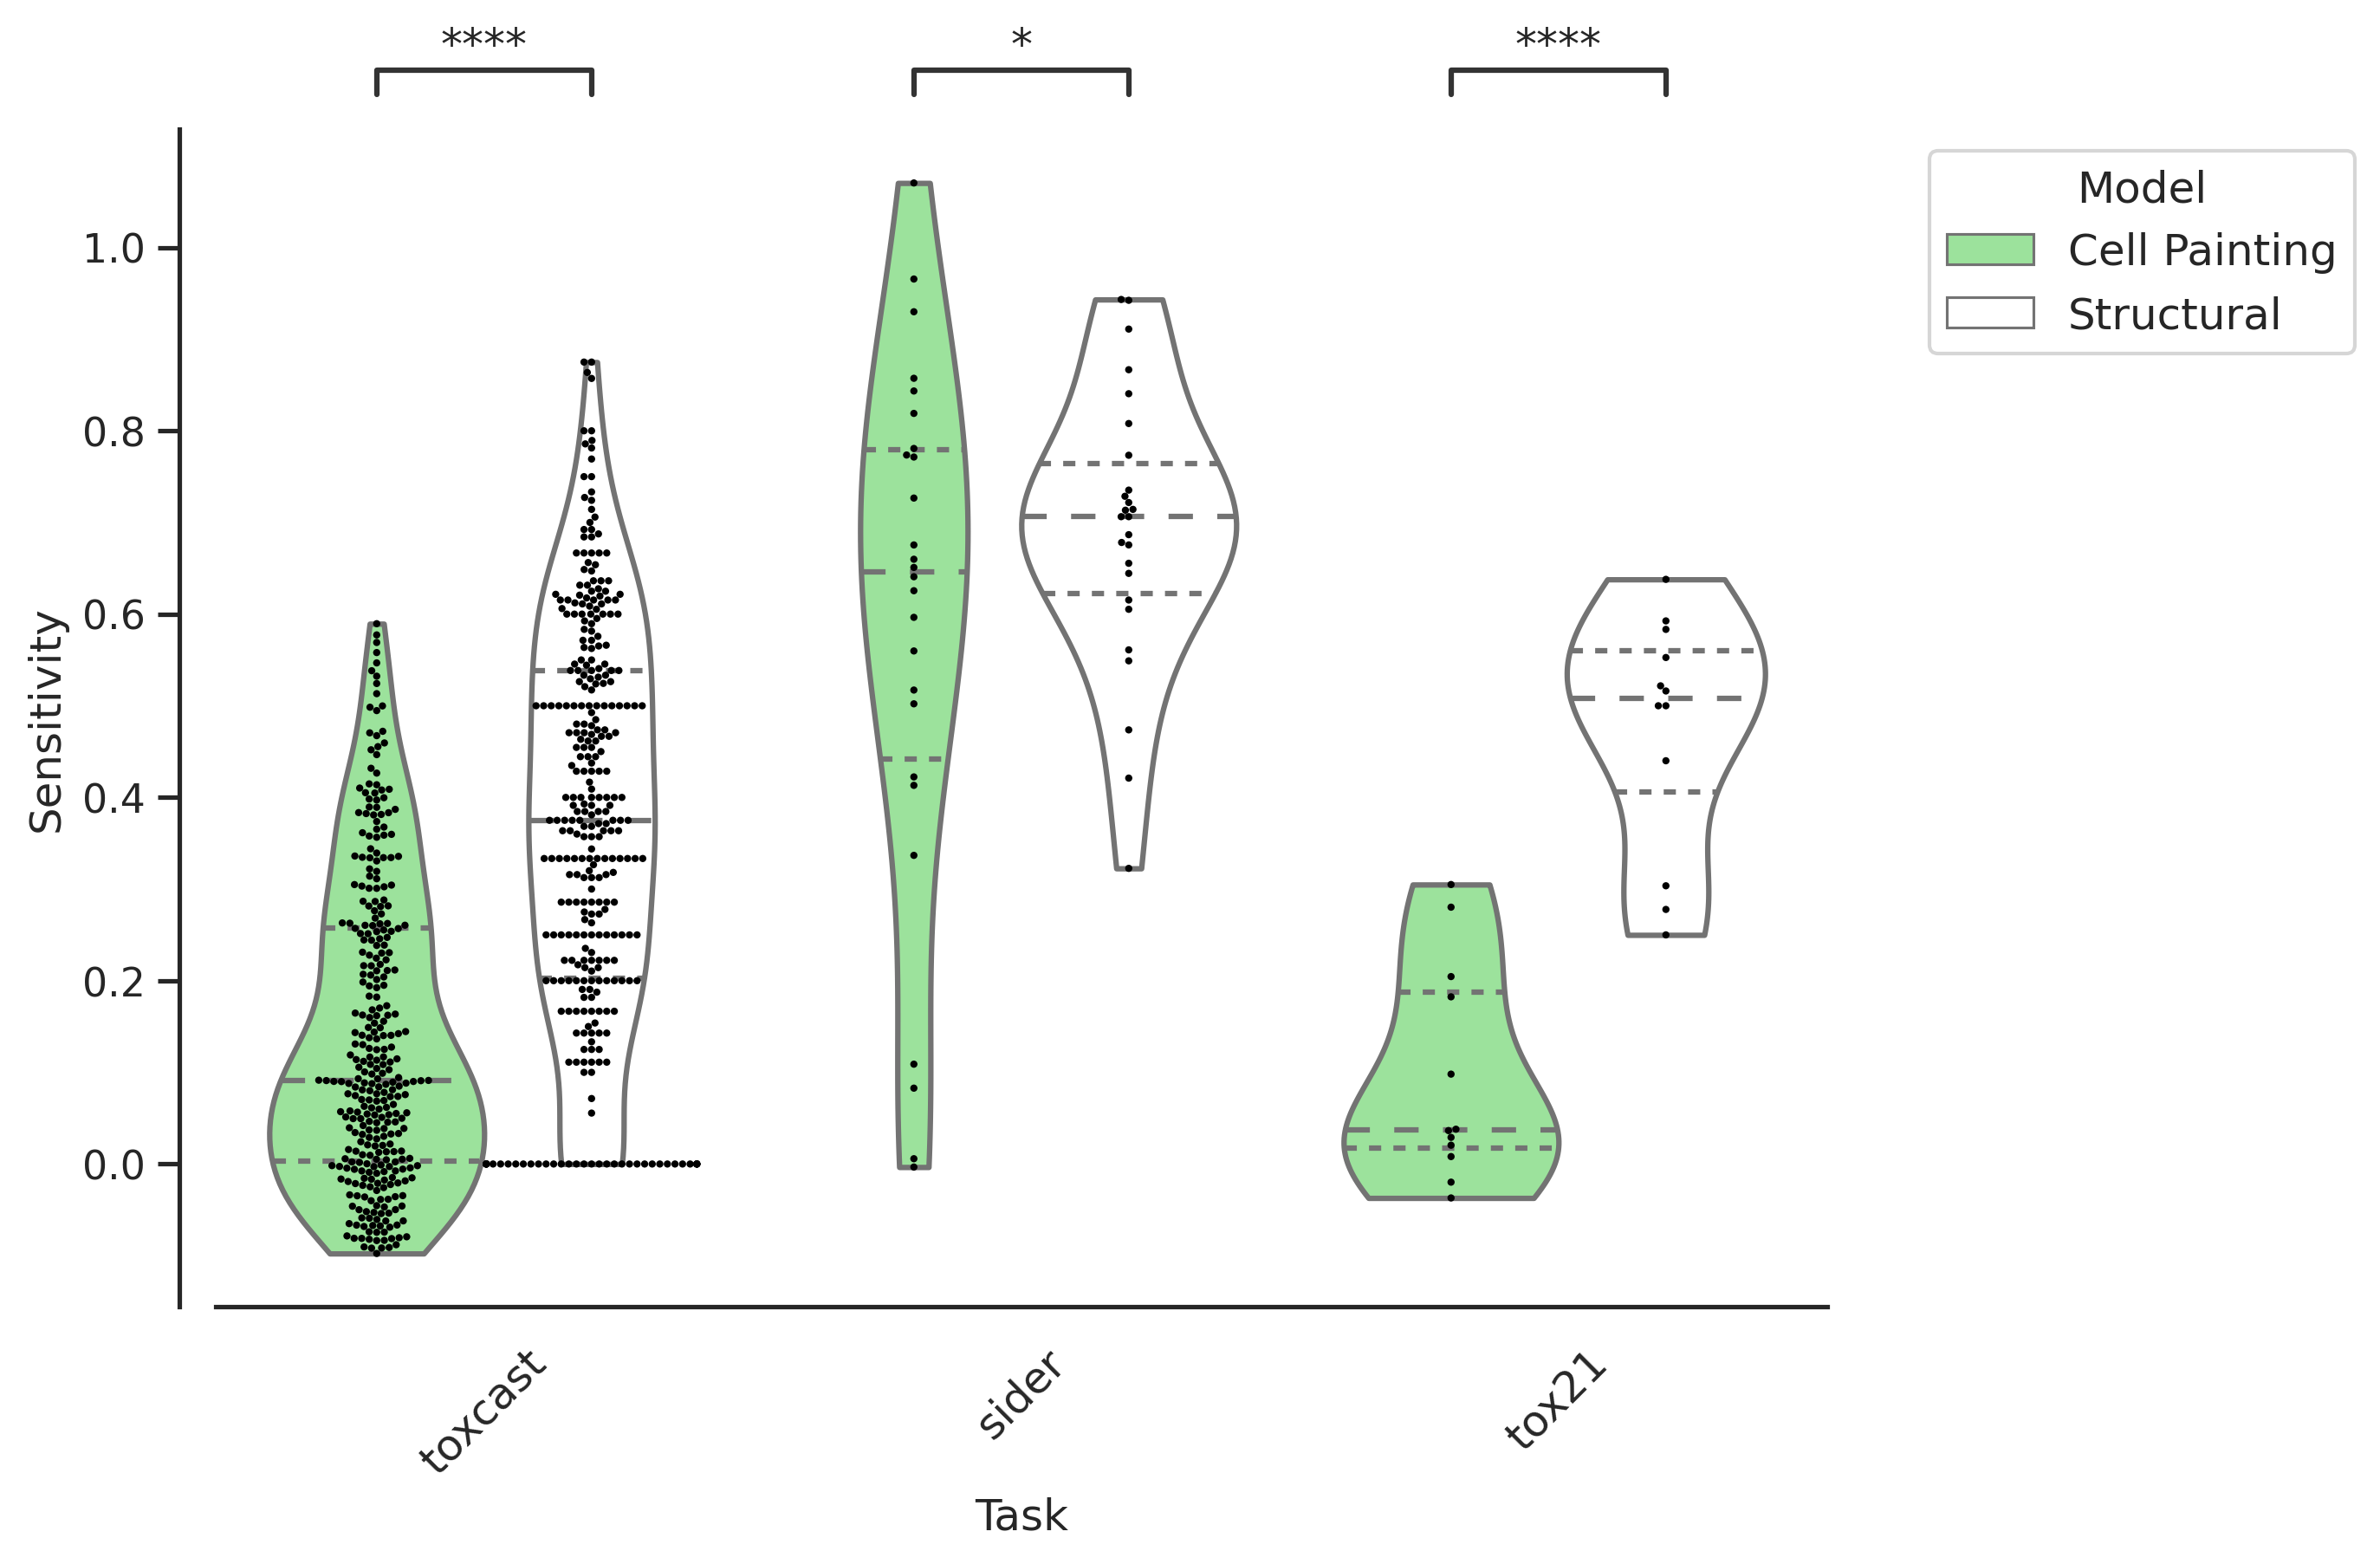 **** * ****
Model
Cell Painting
Structural
1.0
0.8
0.6
0.4
0.2
0.0
Sensitivity
toxcast
sider
tox21
Task